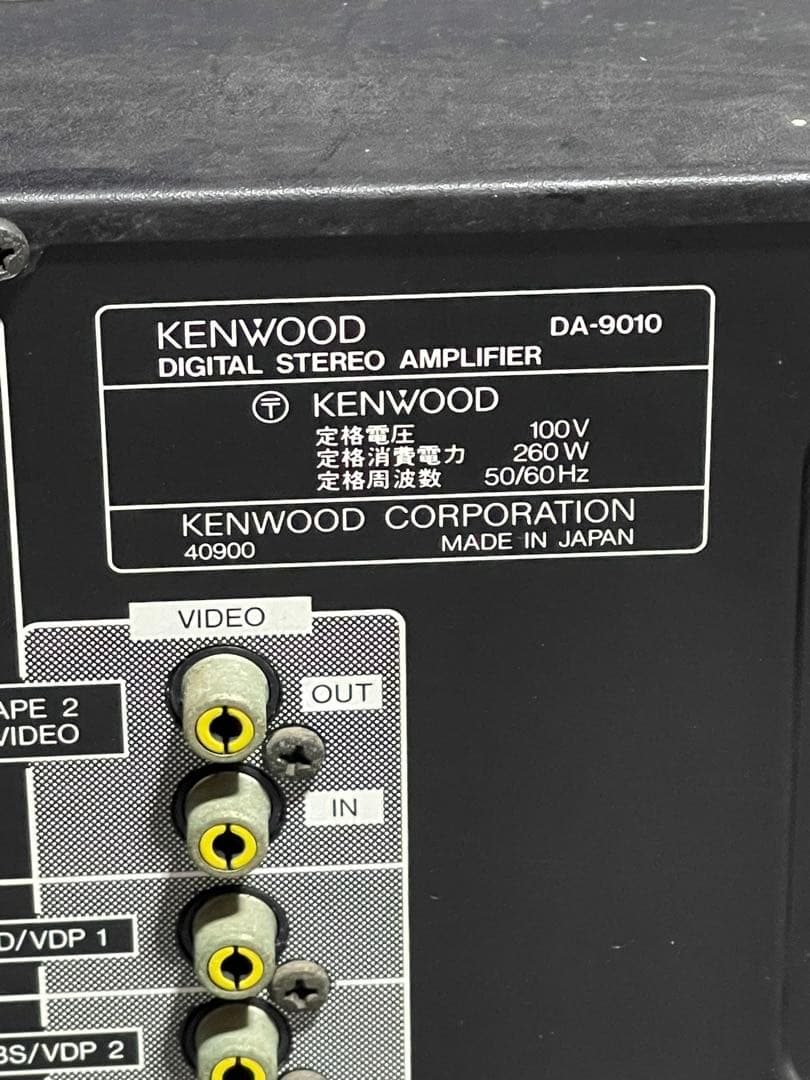 KENWOOD DA-9010
DIGITAL STEREO AMPLIFIER
〶 KENWOOD
定格電圧 100V
定格消費電力 260W
定格周波数 50/60Hz
KENWOOD CORPORATION
40900 MADE IN JAPAN
VIDEO
OUT
APE 2
VIDEO
IN
D/VDP 1
BS/VDP 2